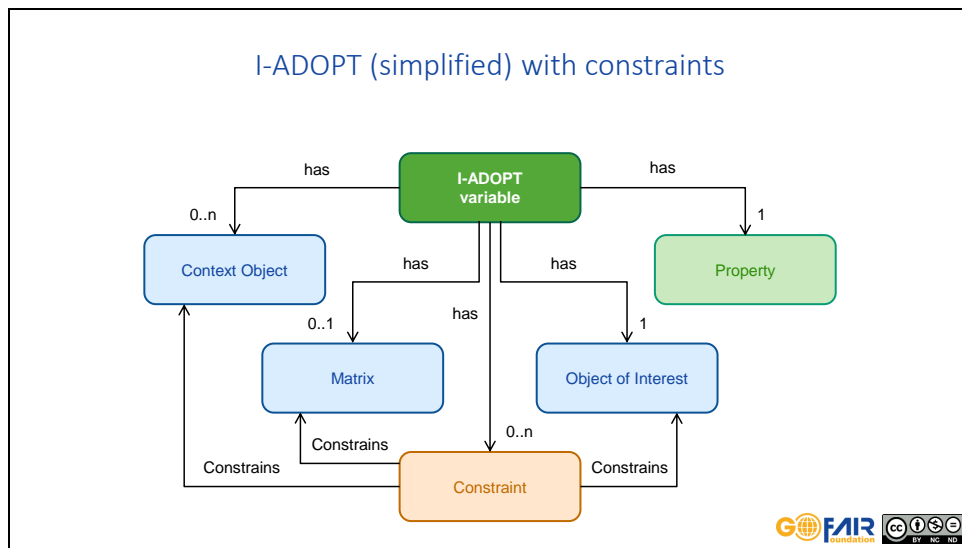 I-ADOPT (simplified) with constraints
has
I-ADOPT
variable
has
0..n
1
Context Object
has
has
Property
has
0..1
1
Matrix
Object of Interest
0..n
Constrains
Constrains
Constrains
Constraint
GO FAIR
Foundation
cc
BY NC ND